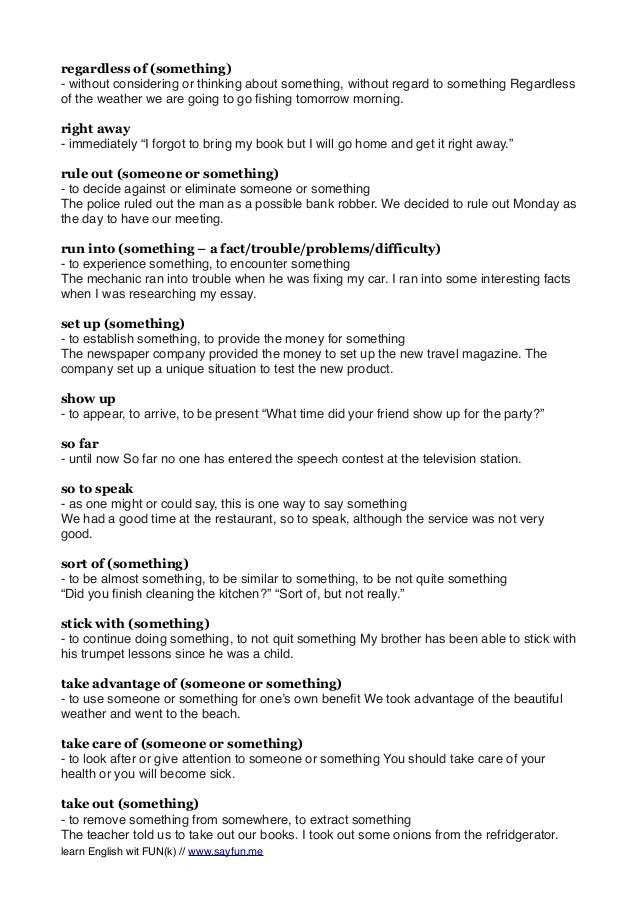 regardless of (something)
- without considering or thinking about something, without regard to something Regardless
of the weather we are going to go fishing tomorrow morning.
right away
- immediately “I forgot to bring my book but I will go home and get it right away.”
rule out (someone or something)
- to decide against or eliminate someone or something
The police ruled out the man as a possible bank robber. We decided to rule out Monday as
the day to have our meeting.
run into (something – a fact/trouble/problems/difficulty)
- to experience something, to encounter something
The mechanic ran into trouble when he was fixing my car. I ran into some interesting facts
when I was researching my essay.
set up (something)
- to establish something, to provide the money for something
The newspaper company provided the money to set up the new travel magazine. The
company set up a unique situation to test the new product.
show up
- to appear, to arrive, to be present “What time did your friend show up for the party?”
so far
- until now So far no one has entered the speech contest at the television station.
so to speak
- as one might or could say, this is one way to say something
We had a good time at the restaurant, so to speak, although the service was not very
good.
sort of (something)
- to be almost something, to be similar to something, to be not quite something
“Did you finish cleaning the kitchen?” “Sort of, but not really.”
stick with (something)
- to continue doing something, to not quit something My brother has been able to stick with
his trumpet lessons since he was a child.
take advantage of (someone or something)
- to use someone or something for one’s own benefit We took advantage of the beautiful
weather and went to the beach.
take care of (someone or something)
- to look after or give attention to someone or something You should take care of your
health or you will become sick.
take out (something)
- to remove something from somewhere, to extract something
The teacher told us to take out our books. I took out some onions from the refridgerator.
learn English wit FUN(k) // www.sayfun.me